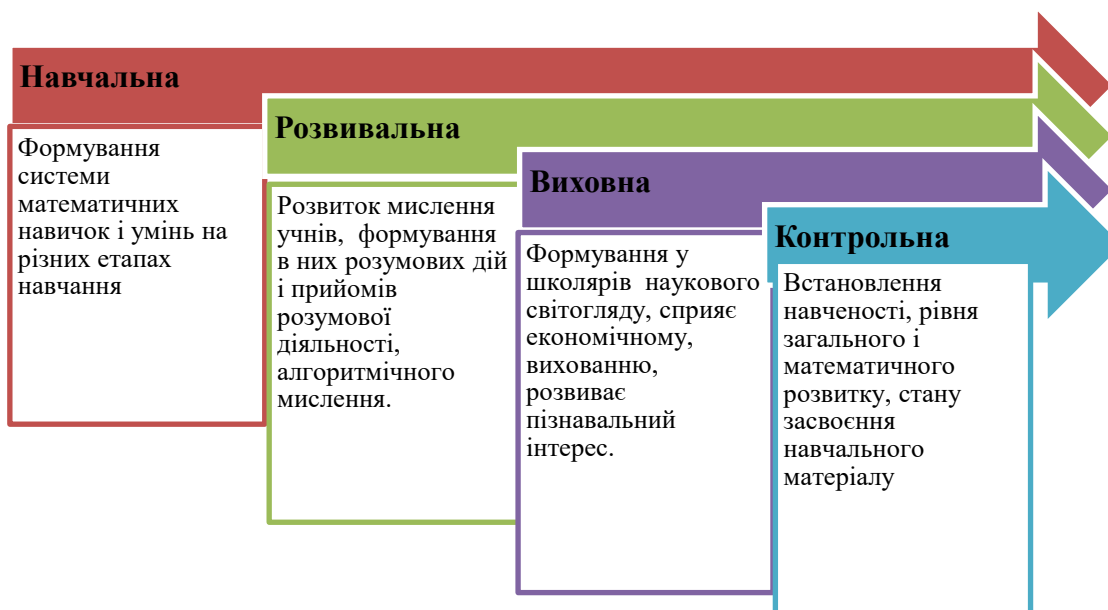 Навчальна
Формування
системи
математичних
навичок і умінь на
різних етапах
навчання
Розвивальна
Розвиток мислення
учнів, формування
в них розумових дій
і прийомів
розумової
діяльності,
алгоритмічного
мислення.
Виховна
Формування у
школярів наукового
світогляду, сприяє
економічному,
вихованню,
розвиває
пізнавальний
інтерес.
Контрольна
Встановлення
навченості, рівня
загального і
математичного
розвитку, стану
засвоєння
навчального
матеріалу